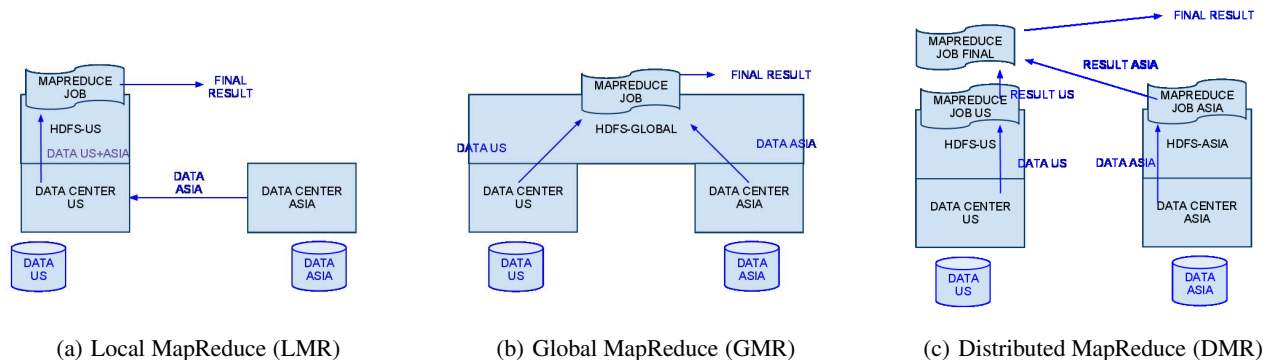 MAPREDUCE
JOB
FINAL
RESULT
HDFS-US
DATA US+ASIA
DATA CENTER
US
DATA
ASIA
DATA CENTER
ASIA
DATA
US
DATA
ASIA
(a) Local MapReduce (LMR)
MAPREDUCE
JOB
FINAL RESULT
HDFS-GLOBAL
DATA US
DATA ASIA
DATA CENTER
US
DATA CENTER
ASIA
DATA
US
DATA
ASIA
(b) Global MapReduce (GMR)
FINAL RESULT
MAPREDUCE
JOB FINAL
RESULT ASIA
RESULT US
MAPREDUCE
JOB US
MAPREDUCE
JOB ASIA
HDFS-US
HDFS-ASIA
DATA US
DATA ASIA
DATA CENTER
US
DATA CENTER
ASIA
DATA
US
DATA
ASIA
(c) Distributed MapReduce (DMR)